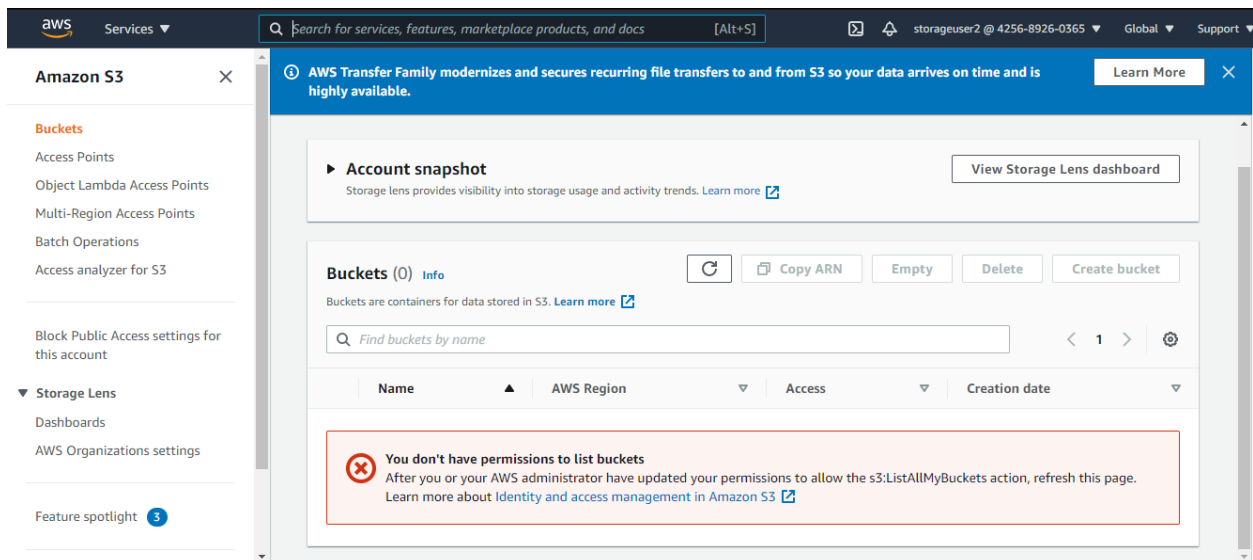 aws
Services ▼
Search for services, features, marketplace products, and docs [Alt+S]
storageuser2 @ 4256-8926-0365 ▼
Global ▼
Support ▼
Amazon S3
Buckets
Access Points
Object Lambda Access Points
Multi-Region Access Points
Batch Operations
Access analyzer for S3
Block Public Access settings for
this account
▼ Storage Lens
Dashboards
AWS Organizations settings
Feature spotlight 3
AWS Transfer Family modernizes and secures recurring file transfers to and from S3 so your data arrives on time and is
highly available.
Learn More
Account snapshot
Storage lens provides visibility into storage usage and activity trends. Learn more
View Storage Lens dashboard
Buckets (0) Info
Copy ARN
Empty
Delete
Create bucket
Buckets are containers for data stored in S3. Learn more
Find buckets by name
1
Name
AWS Region
Access
Creation date
You don't have permissions to list buckets
After you or your AWS administrator have updated your permissions to allow the s3:ListAllMyBuckets action, refresh this page.
Learn more about Identity and access management in Amazon S3